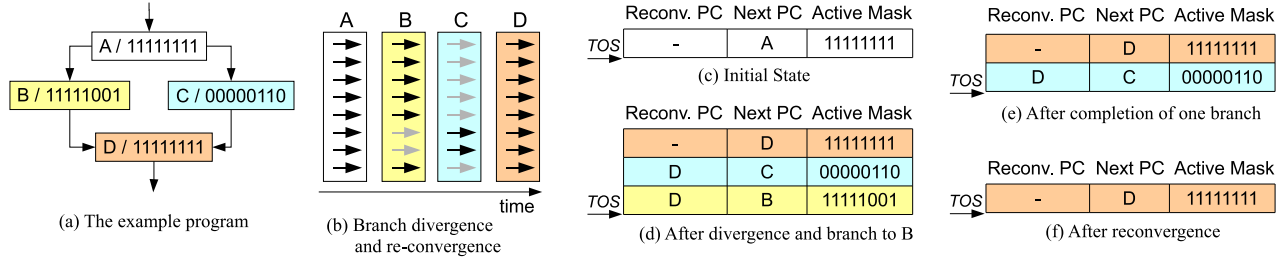 A / 11111111
B / 11111001
C / 00000110
D / 11111111
(a) The example program
A B C D
time
(b) Branch divergence
and re-convergence
Reconv. PC Next PC Active Mask
TOS - A 11111111
(c) Initial State
Reconv. PC Next PC Active Mask
- D 11111111
D C 00000110
TOS D B 11111001
(d) After divergence and branch to B
Reconv. PC Next PC Active Mask
- D 11111111
TOS D C 00000110
(e) After completion of one branch
Reconv. PC Next PC Active Mask
TOS - D 11111111
(f) After reconvergence